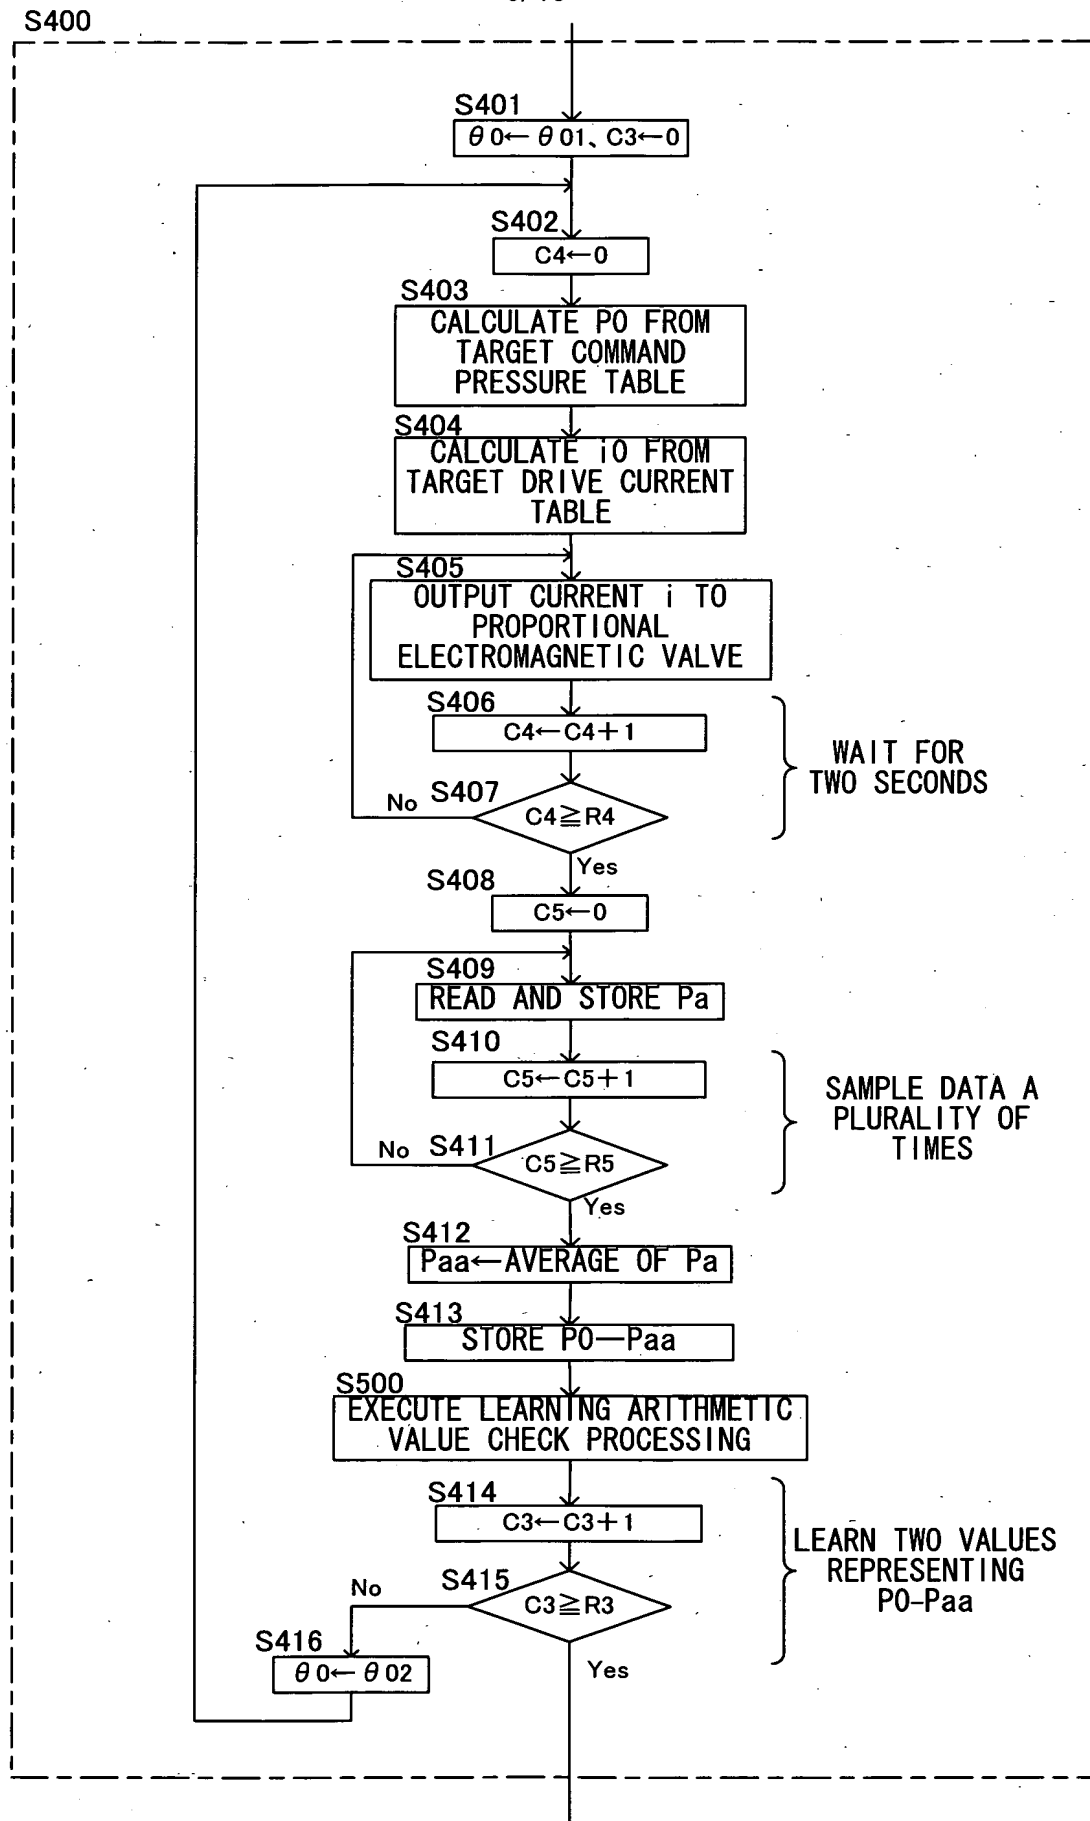 S400
S401
θ0←θ01、C3←0
S402
C4←0
S403
CALCULATE P0 FROM
TARGET COMMAND
PRESSURE TABLE
S404
CALCULATE i0 FROM
TARGET DRIVE CURRENT
TABLE
S405
OUTPUT CURRENT i TO
PROPORTIONAL
ELECTROMAGNETIC VALVE
S406
C4←C4+1
WAIT FOR
TWO SECONDS
No
S407
C4≧R4
Yes
S408
C5←0
S409
READ AND STORE Pa
S410
C5←C5+1
SAMPLE DATA A
PLURALITY OF
TIMES
No
S411
C5≧R5
Yes
S412
Paa←AVERAGE OF Pa
S413
STORE P0—Paa
S500
EXECUTE LEARNING ARITHMETIC
VALUE CHECK PROCESSING
S414
C3←C3+1
LEARN TWO VALUES
REPRESENTING
P0-Paa
No
S415
C3≧R3
Yes
S416
θ0←θ02